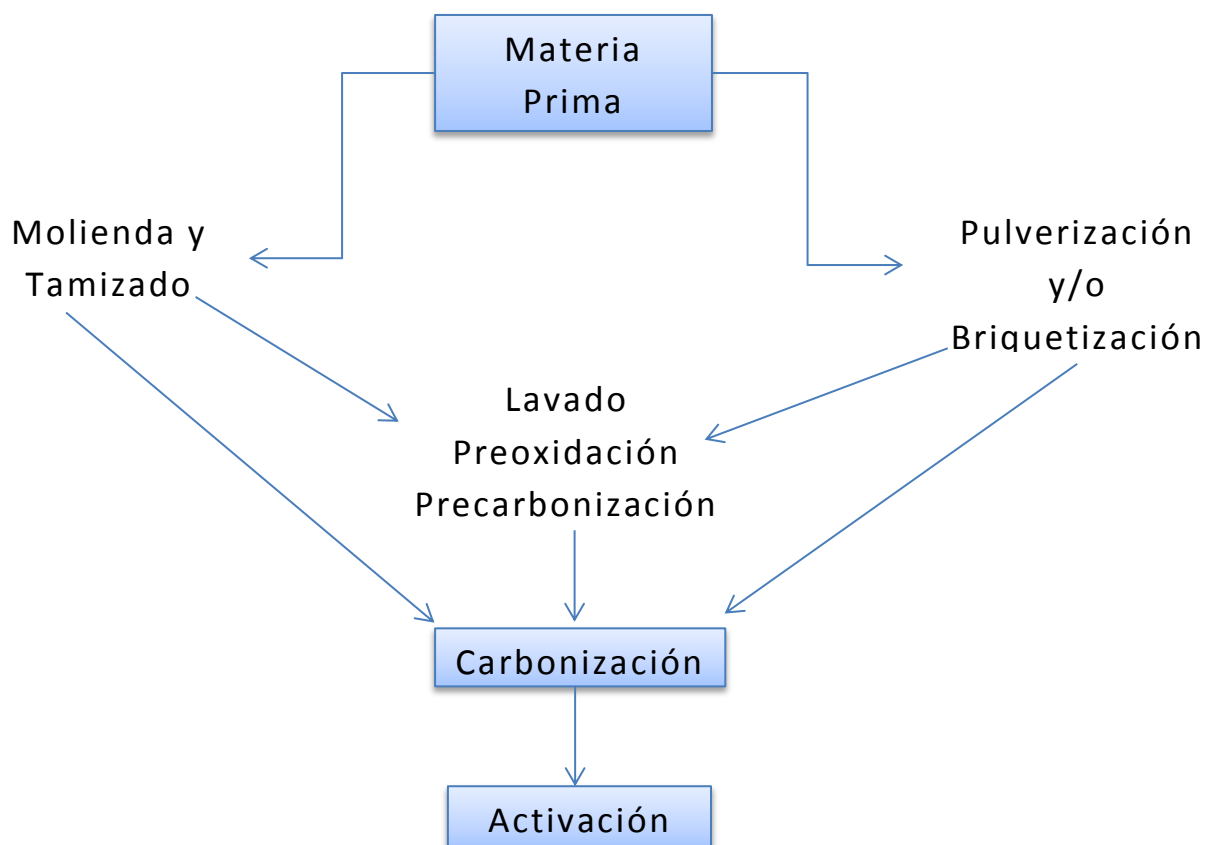 Materia
Prima
Molienda y
Tamizado
Pulverización
y/o
Briquetización
Lavado
Preoxidación
Precarbonización
Carbonización
Activación